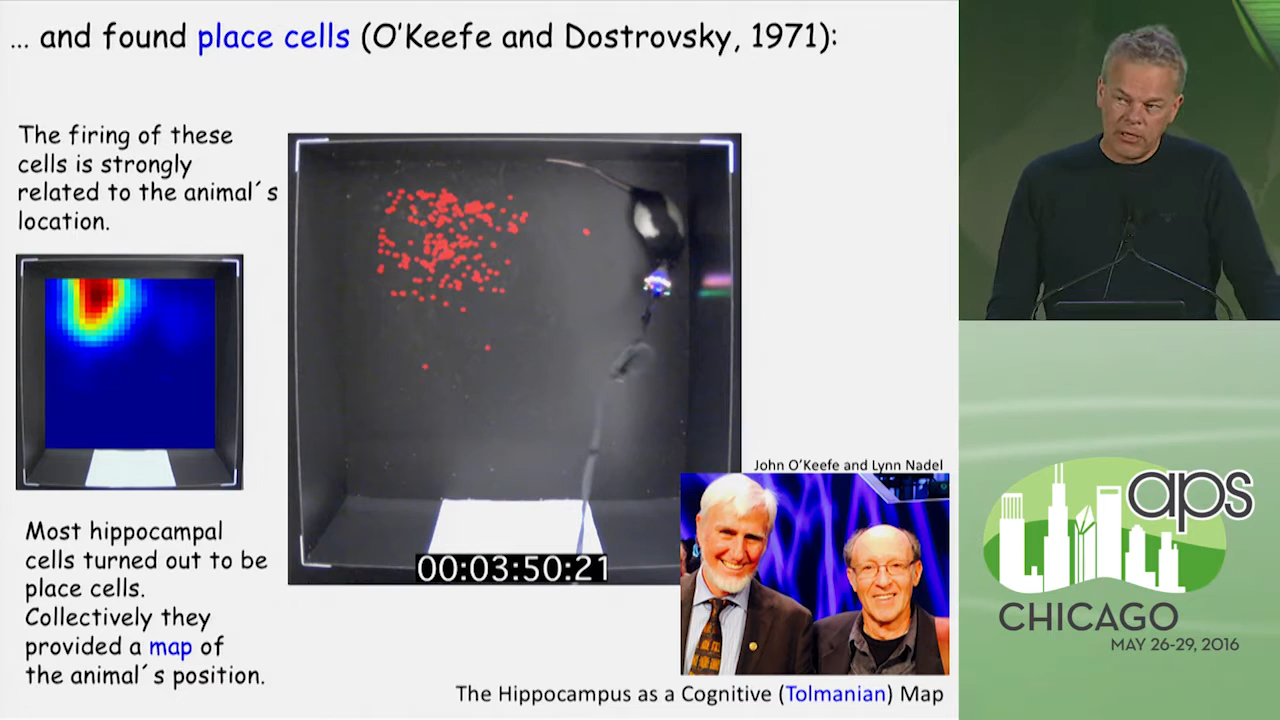 … and found place cells (O'Keefe and Dostrovsky, 1971):
The firing of these
cells is strongly
related to the animal´s
location.
Most hippocampal
cells turned out to be
place cells.
Collectively they
provided a map of
the animal´s position.
00:03:50:21
John O'Keefe and Lynn Nadel
The Hippocampus as a Cognitive (Tolmanian) Map
aps
CHICAGO
MAY 26-29, 2016